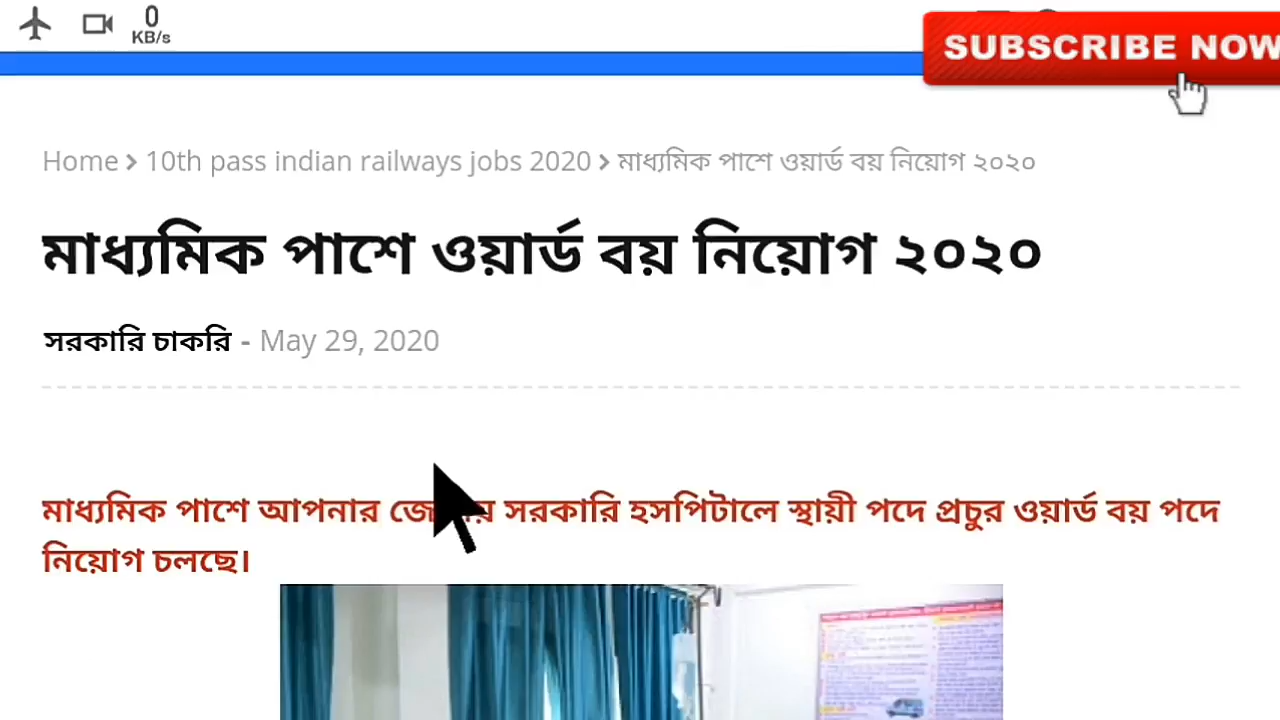 0
KB/s
SUBSCRIBE NOW
Home > 10th pass indian railways jobs 2020 > মাধ্যমিক পাশে ওয়ার্ড বয় নিয়োগ ২০২০
মাধ্যমিক পাশে ওয়ার্ড বয় নিয়োগ ২০২০
সরকারি চাকরি - May 29, 2020
মাধ্যমিক পাশে আপনার সরকারি হসপিটালে স্থায়ী পদে প্রচুর ওয়ার্ড বয় পদে
নিয়োগ চলছে।